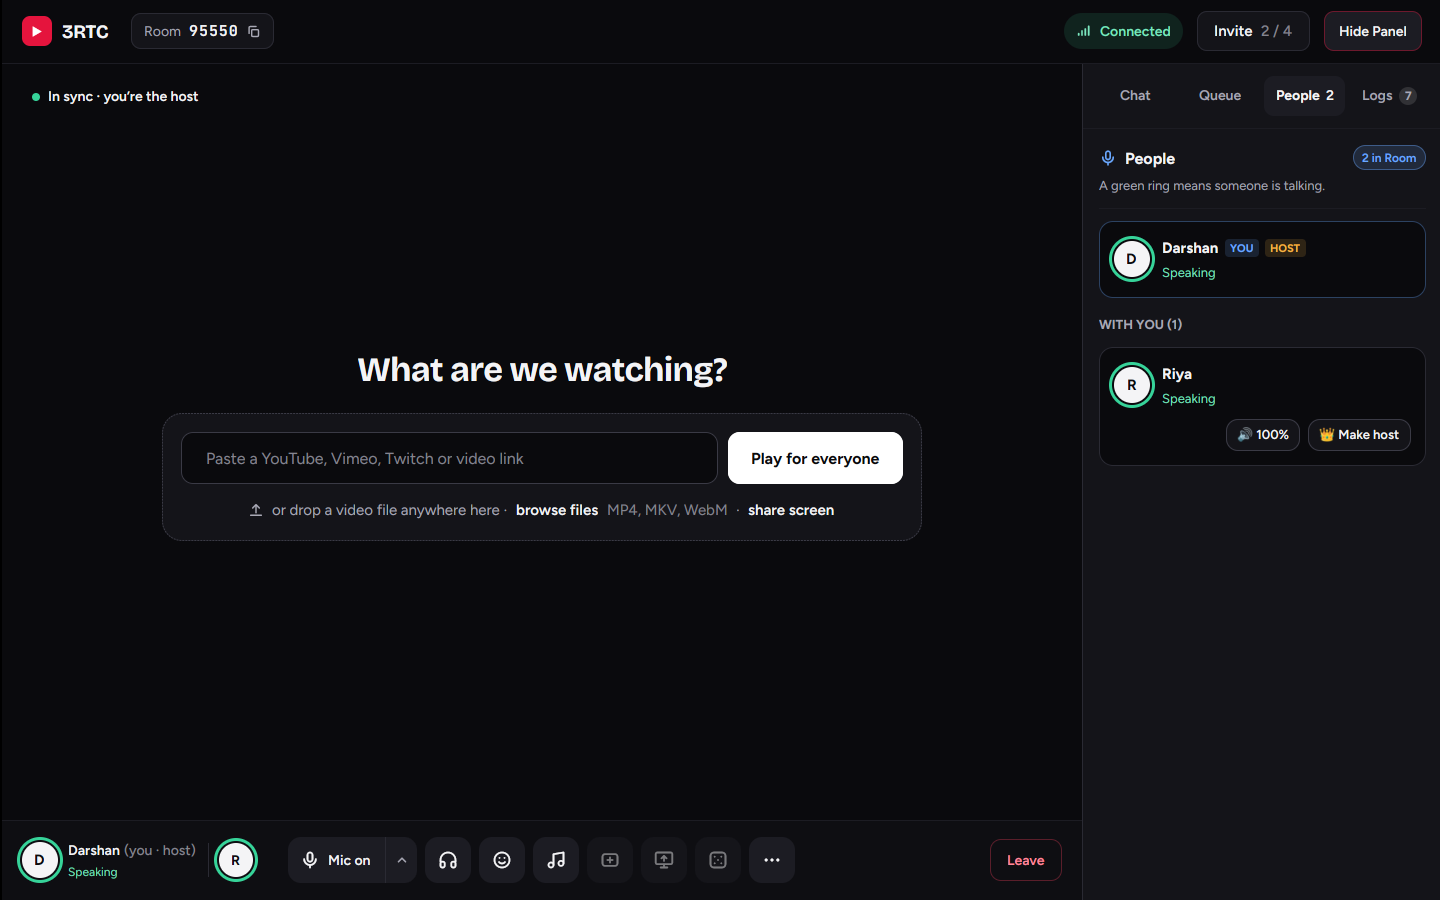 3RTC
Room 95550
Connected
Invite 2 / 4
Hide Panel
In sync · you're the host
Chat
Queue
People 2
Logs 7
People
2 in Room
A green ring means someone is talking.
D
Darshan YOU HOST
Speaking
WITH YOU (1)
R
Riya
Speaking
🔊 100%
👑 Make host
What are we watching?
Paste a YouTube, Vimeo, Twitch or video link
Play for everyone
or drop a video file anywhere here · browse files MP4, MKV, WebM · share screen
D
Darshan (you · host)
Speaking
R
Mic on
Leave